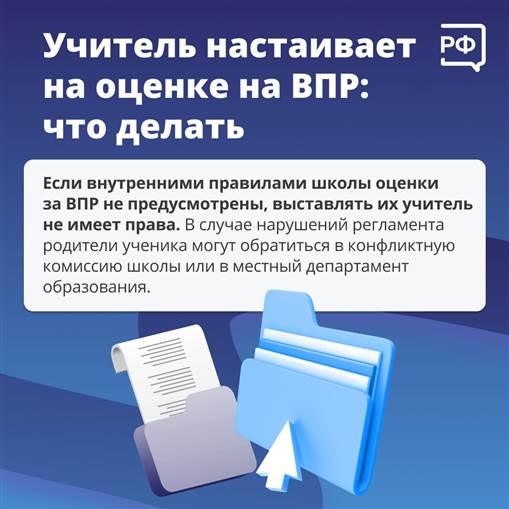 Учитель настаивает
на оценке на ВПР:
что делать
РФ
Если внутренними правилами школы оценки
за ВПР не предусмотрены, выставлять их учитель
не имеет права. В случае нарушений регламента
родители ученика могут обратиться в конфликтную
комиссию школы или в местный департамент
образования.